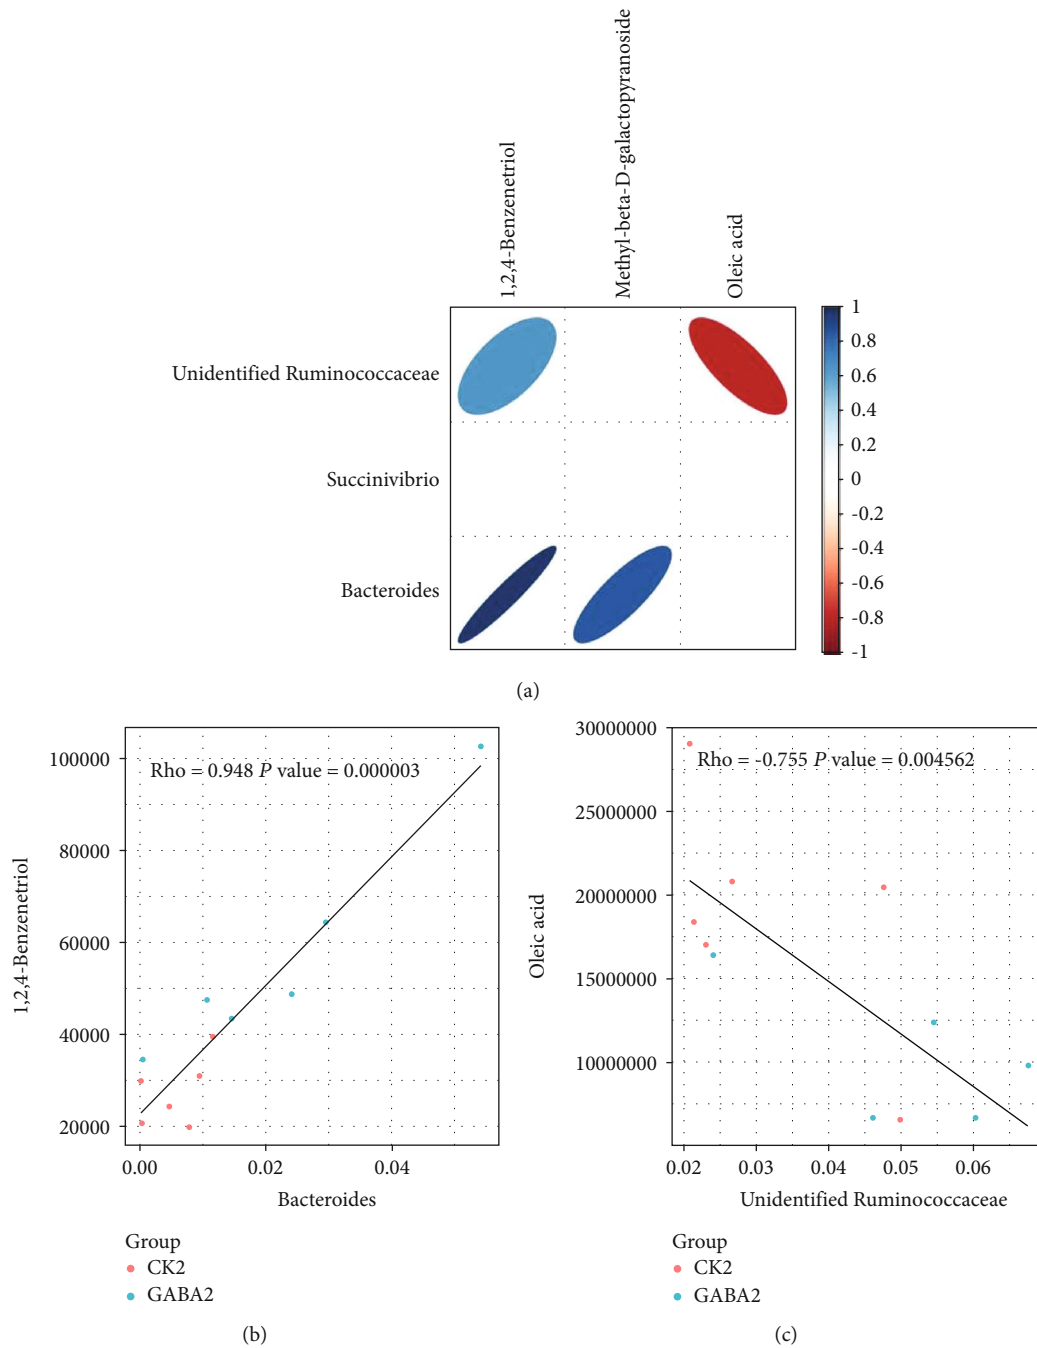 1,2,4-Benzenetriol
Methyl-beta-D-galactopyranoside
Oleic acid
Unidentified Ruminococcaceae
Succinivibrio
Bacteroides
1
0.8
0.6
0.4
0.2
0
-0.2
-0.4
-0.6
-0.8
-1
(a)
Rho = 0.948 P value = 0.000003
1,2,4-Benzenetriol
100000
80000
60000
40000
20000
0.00 0.02 0.04
Bacteroides
Group
CK2
GABA2
(b)
Rho = -0.755 P value = 0.004562
Oleic acid
30000000
25000000
20000000
15000000
10000000
0.02 0.03 0.04 0.05 0.06
Unidentified Ruminococcaceae
Group
CK2
GABA2
(c)